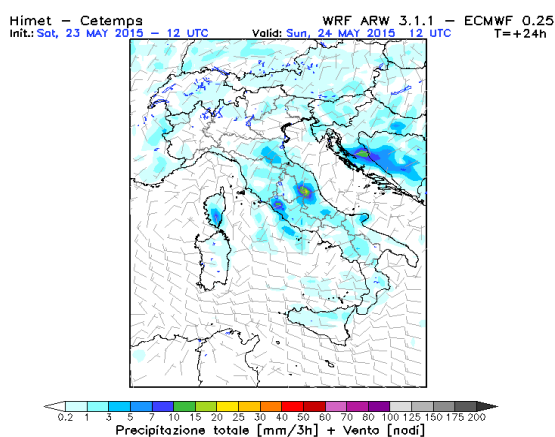 Himet – Cetemps WRF ARW 3.1.1 – ECMWF 0.25
Init.: Sat, 23 MAY 2015 – 12 UTC Valid: Sun, 24 MAY 2015 12 UTC T=+24h
0.2 1 3 5 7 10 15 20 25 30 40 50 60 70 80 90 100 125 150 175 200
Precipitazione totale [mm/3h] + Vento [nodi]